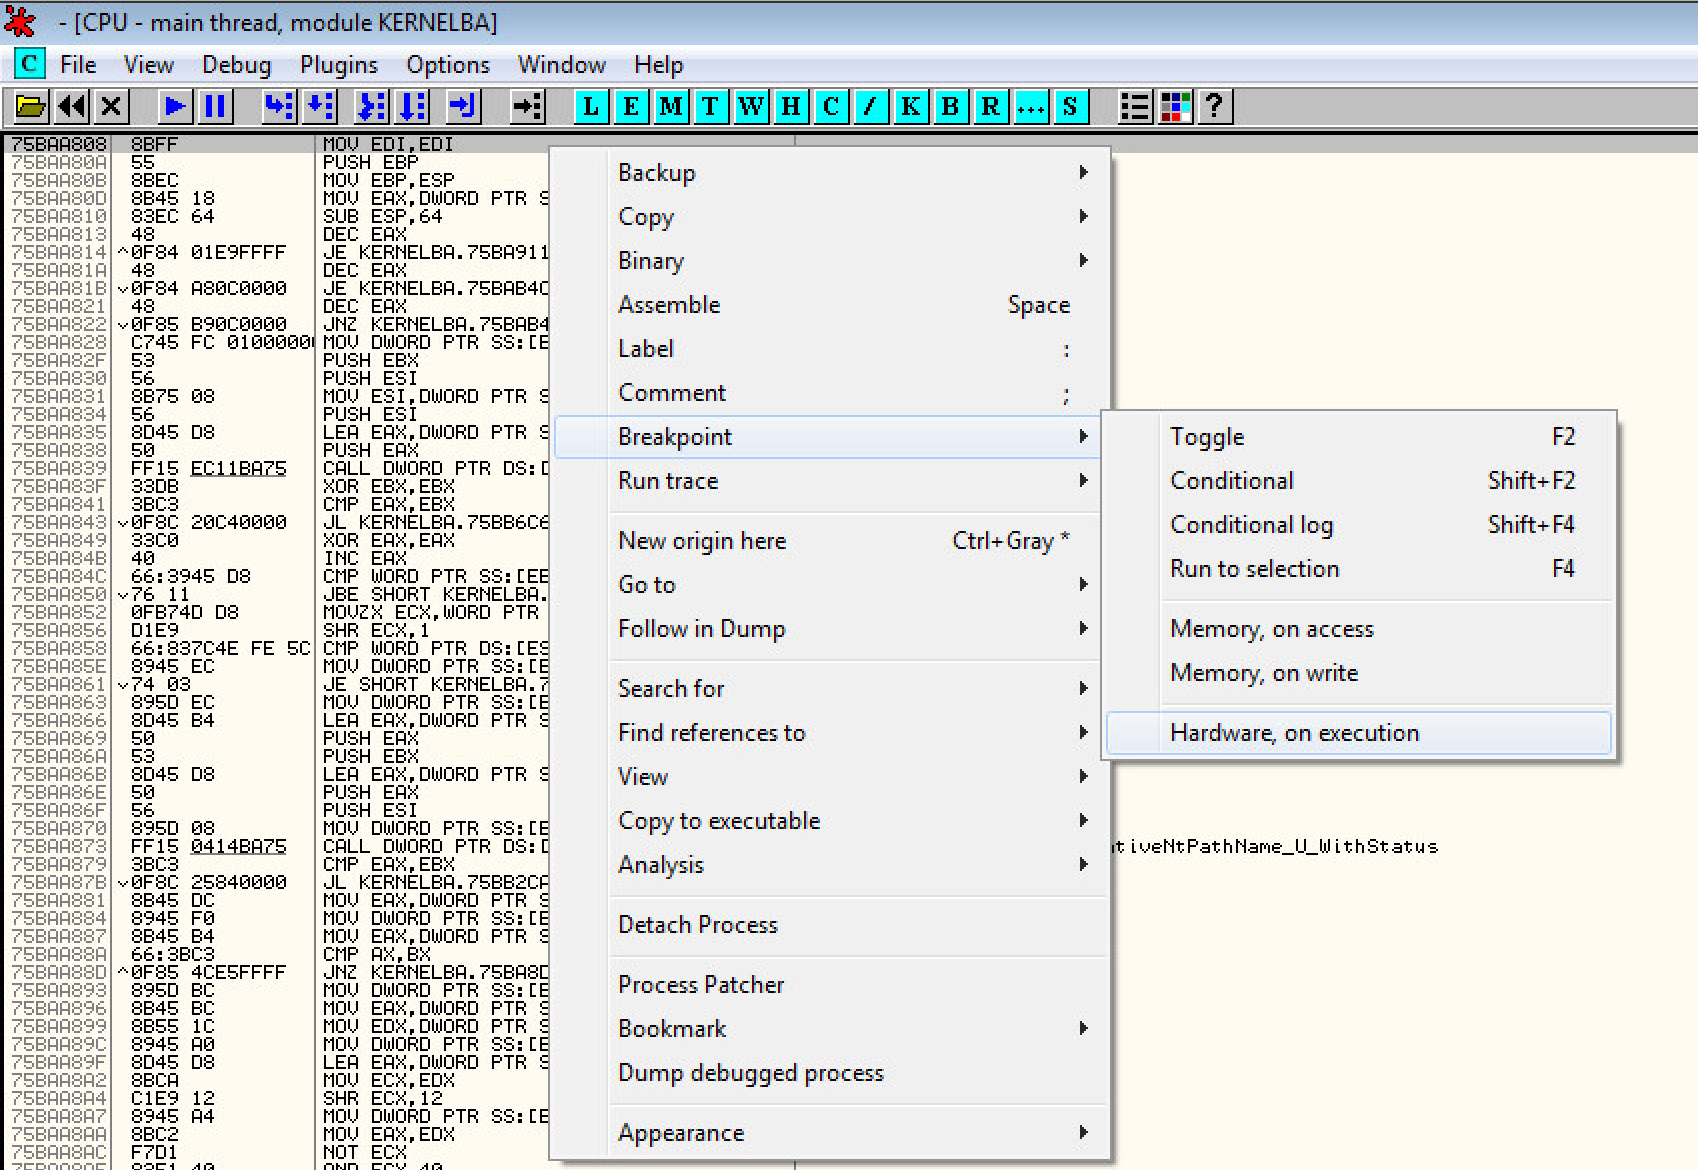 - [CPU - main thread, module KERNELBA]
C File View Debug Plugins Options Window Help
L E M T W H C / K B R ... S ?
75BAA808 8BFF MOV EDI,EDI
75BAA80A 55 PUSH EBP
75BAA80B 8BEC MOV EBP,ESP
75BAA80D 8B45 18 MOV EAX,DWORD PTR S
75BAA810 83EC 64 SUB ESP,64
75BAA813 48 DEC EAX
75BAA814 ^0F84 01E9FFFF JE KERNELBA.75BA911
75BAA81A 48 DEC EAX
75BAA81B 0F84 A80C0000 JE KERNELBA.75BAB4C
75BAA821 48 DEC EAX
75BAA822 0F85 B90C0000 JNZ KERNELBA.75BAB4
75BAA828 C745 FC 0100000 MOV DWORD PTR SS:[E
75BAA82F 53 PUSH EBX
75BAA830 56 PUSH ESI
75BAA831 8B75 08 MOV ESI,DWORD PTR S
75BAA834 56 PUSH ESI
75BAA835 8D45 D8 LEA EAX,DWORD PTR S
75BAA838 50 PUSH EAX
75BAA839 FF15 EC11BA75 CALL DWORD PTR DS:[
75BAA83F 33DB XOR EBX,EBX
75BAA841 3BC3 CMP EAX,EBX
75BAA843 0F8C 20C40000 JL KERNELBA.75BB6C6
75BAA849 33C0 XOR EAX,EAX
75BAA84B 40 INC EAX
75BAA84C 66:3945 D8 CMP WORD PTR SS:[EB
75BAA850 76 11 JBE SHORT KERNELBA.
75BAA852 0FB74D D8 MOVZX ECX,WORD PTR
75BAA856 D1E9 SHR ECX,1
75BAA858 66:837C4E FE 5C CMP WORD PTR DS:[ES
75BAA85E 8945 EC MOV DWORD PTR SS:[E
75BAA861 74 03 JE SHORT KERNELBA.7
75BAA863 895D EC MOV DWORD PTR SS:[E
75BAA866 8D45 B4 LEA EAX,DWORD PTR S
75BAA869 50 PUSH EAX
75BAA86A 53 PUSH EBX
75BAA86B 8D45 D8 LEA EAX,DWORD PTR S
75BAA86E 50 PUSH EAX
75BAA86F 56 PUSH ESI
75BAA870 895D 08 MOV DWORD PTR SS:[E
75BAA873 FF15 0414BA75 CALL DWORD PTR DS:[ tiveNtPathName_U_WithStatus
75BAA879 3BC3 CMP EAX,EBX
75BAA87B 0F8C 25840000 JL KERNELBA.75BB2CA
75BAA881 8B45 DC MOV EAX,DWORD PTR S
75BAA884 8945 F0 MOV DWORD PTR SS:[E
75BAA887 8B45 B4 MOV EAX,DWORD PTR S
75BAA88A 66:3BC3 CMP AX,BX
75BAA88D ^0F85 4CE5FFFF JNZ KERNELBA.75BA8D
75BAA893 895D BC MOV DWORD PTR SS:[E
75BAA896 8B45 BC MOV EAX,DWORD PTR S
75BAA899 8B55 1C MOV EDX,DWORD PTR S
75BAA89C 8945 A0 MOV DWORD PTR SS:[E
75BAA89F 8D45 D8 LEA EAX,DWORD PTR S
75BAA8A2 8BCA MOV ECX,EDX
75BAA8A4 C1E9 12 SHR ECX,12
75BAA8A7 8945 A4 MOV DWORD PTR SS:[E
75BAA8AA 8BC2 MOV EAX,EDX
75BAA8AC F7D1 NOT ECX
Backup
Copy
Binary
Assemble Space
Label :
Comment ;
Breakpoint
Run trace
New origin here Ctrl+Gray *
Go to
Follow in Dump
Search for
Find references to
View
Copy to executable
Analysis
Detach Process
Process Patcher
Bookmark
Dump debugged process
Appearance
Toggle F2
Conditional Shift+F2
Conditional log Shift+F4
Run to selection F4
Memory, on access
Memory, on write
Hardware, on execution